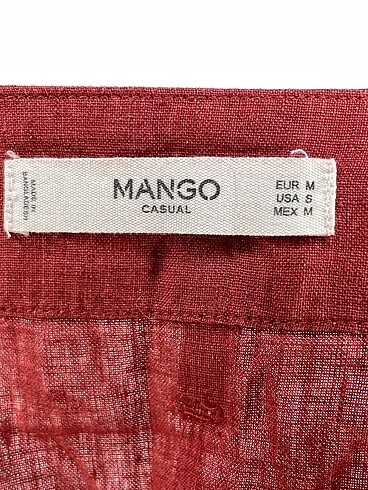 MADE IN
BANGLADESH
MANGO
CASUAL
EUR M
USA S
MEX M